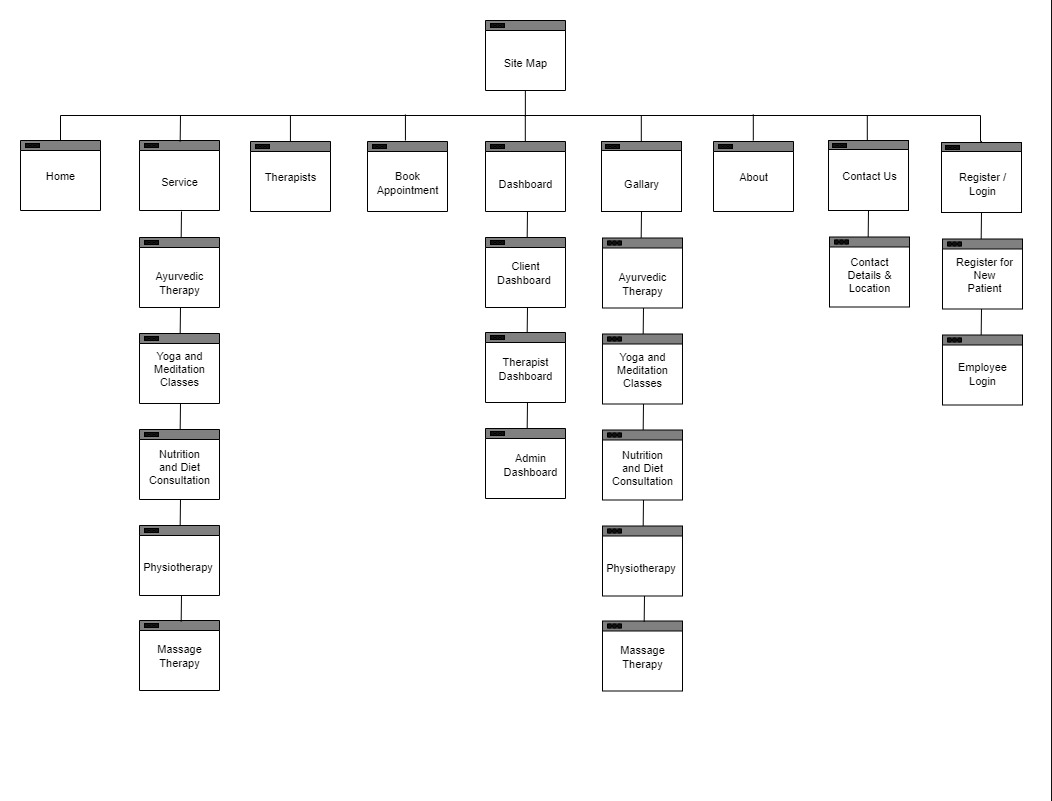 Site Map
Home
Service
Therapists
Book
Appointment
Dashboard
Gallary
About
Contact Us
Register /
Login
Ayurvedic
Therapy
Yoga and
Meditation
Classes
Nutrition
and Diet
Consultation
Physiotherapy
Massage
Therapy
Client
Dashboard
Therapist
Dashboard
Admin
Dashboard
Ayurvedic
Therapy
Yoga and
Meditation
Classes
Nutrition
and Diet
Consultation
Physiotherapy
Massage
Therapy
Contact
Details &
Location
Register for
New
Patient
Employee
Login